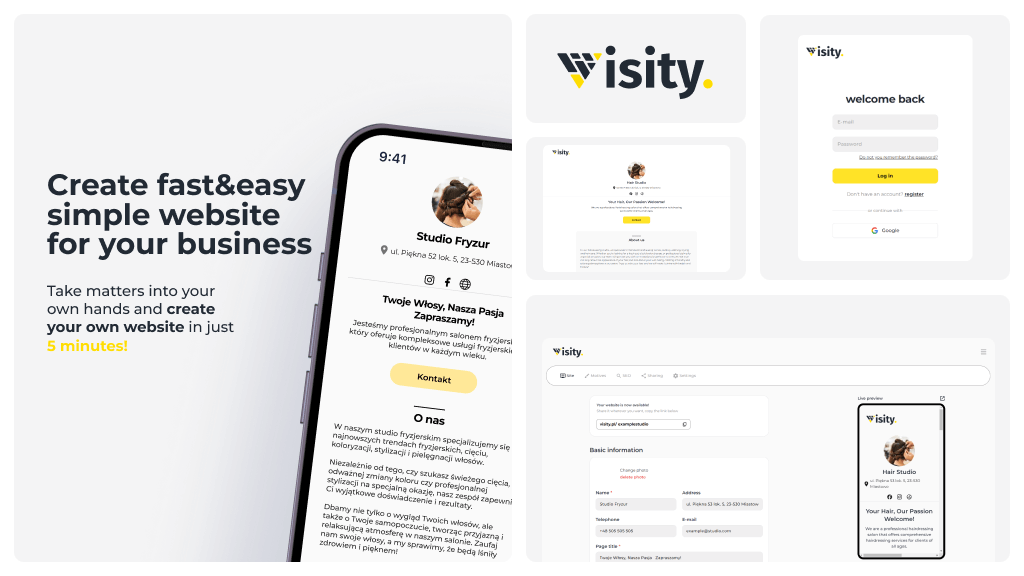 Create fast&easy
simple website
for your business
Take matters into your
own hands and create
your own website in just
5 minutes!
9:41
Studio Fryzur
ul. Piękna 52 lok. 5, 23-530 Miastow
Twoje Włosy, Nasza Pasja
Zapraszamy!
Jesteśmy profesjonalnym salonem fryzjersk
który oferuje kompleksowe usługi fryzjerskie
klientów w każdym wieku.
Kontakt
O nas
W naszym studio fryzjerskim specjalizujemy się
najnowszych trendach fryzjerskich, cięciu,
koloryzacji, stylizacji i pielęgnacji włosów.
Niezależnie od tego, czy szukasz świeżego cięcia,
odważnej zmiany koloru czy profesjonalnej
stylizacji na specjalną okazję, nasz zespół zapewni
Ci wyjątkowe doświadczenie i rezultaty.
Dbamy nie tylko o wygląd Twoich włosów, ale
także o Twoje samopoczucie, tworząc przyjazną i
relaksującą atmosferę w naszym salonie. Zaufaj
nam swoje włosy, a my sprawimy, że będą lśniły
zdrowiem i pięknem!
Visity.
Visity.
Hair Studio
Your Hair, Our Passion Welcome!
About us
Visity.
welcome back
E-mail
Password
Do not you remember the password?
Log in
Don't have an account? register
or continue with
Google
Visity.
Site
Motives
SEO
Sharing
Settings
Your website is now available!
visity.pl/ examplestudio
Basic information
Change photo
delete photo
Name *
Address
Studio Fryzur
ul. Piękna 53 lok. 5, 23-530 Miastow
Telephone
E-mail
+48 505 505 505
example@studio.com
Page title *
Twoje Włosy, Nasza Pasja Zapraszamy!
Live preview
Visity.
Hair Studio
ul. Piękna 53 lok. 5, 23-530
Miastowo
Your Hair, Our Passion
Welcome!
We are a professional hairdressing
salon that offers comprehensive
hairdressing services for clients of
all ages.